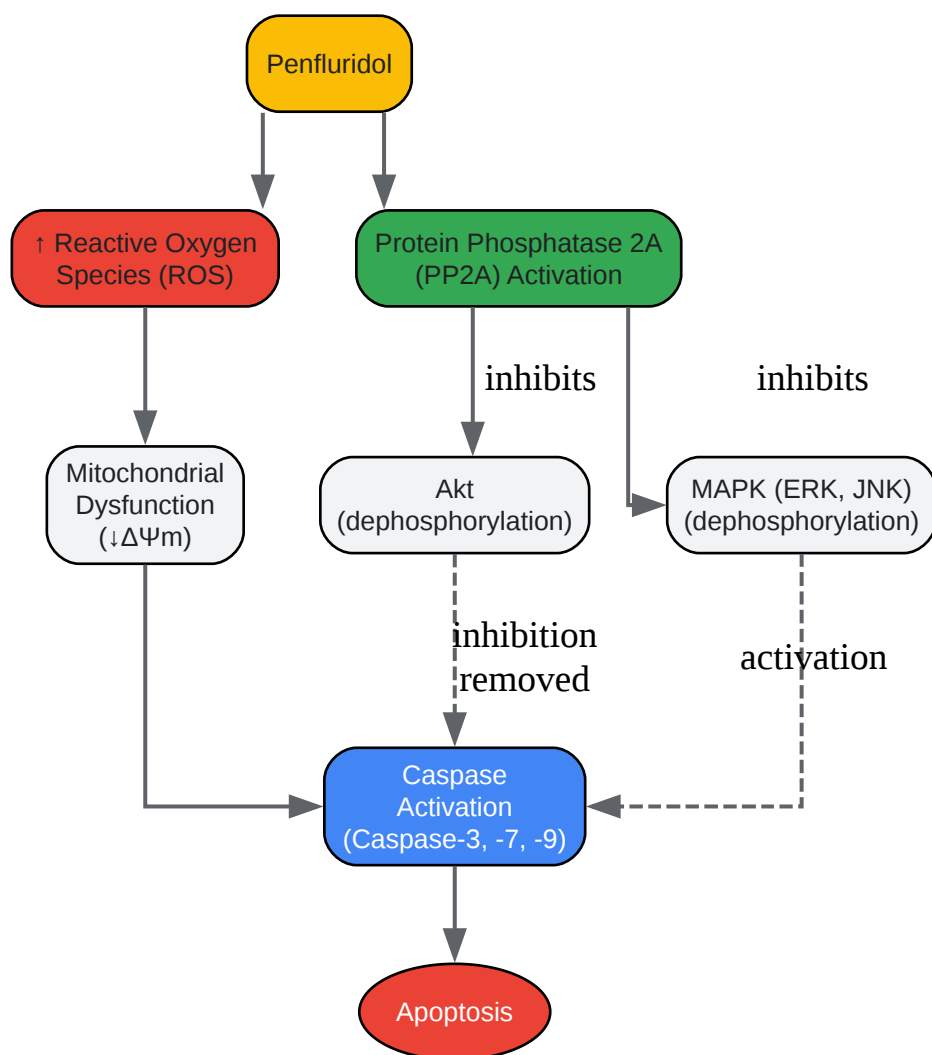 Penfluridol
↑ Reactive Oxygen
Species (ROS)
Protein Phosphatase 2A
(PP2A) Activation
inhibits
inhibits
Mitochondrial
Dysfunction
(↓ΔΨm)
Akt
(dephosphorylation)
MAPK (ERK, JNK)
(dephosphorylation)
inhibition
removed
activation
Caspase
Activation
(Caspase-3, -7, -9)
Apoptosis